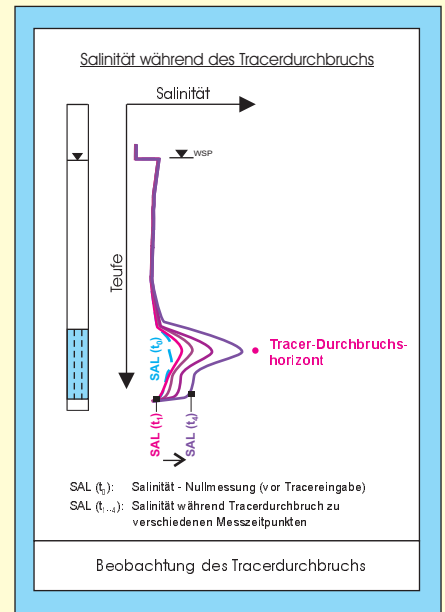 Salinität während des Tracerdurchbruchs
Salinität
WSP
Teufe
SAL (t₀)
Tracer-Durchbruchs-
horizont
SAL (t₁)
SAL (t₄)
SAL (t₀): Salinität - Nullmessung (vor Tracereingabe)
SAL (t₁..₄): Salinität während Tracerdurchbruch zu
verschiedenen Messzeitpunkten
Beobachtung des Tracerdurchbruchs